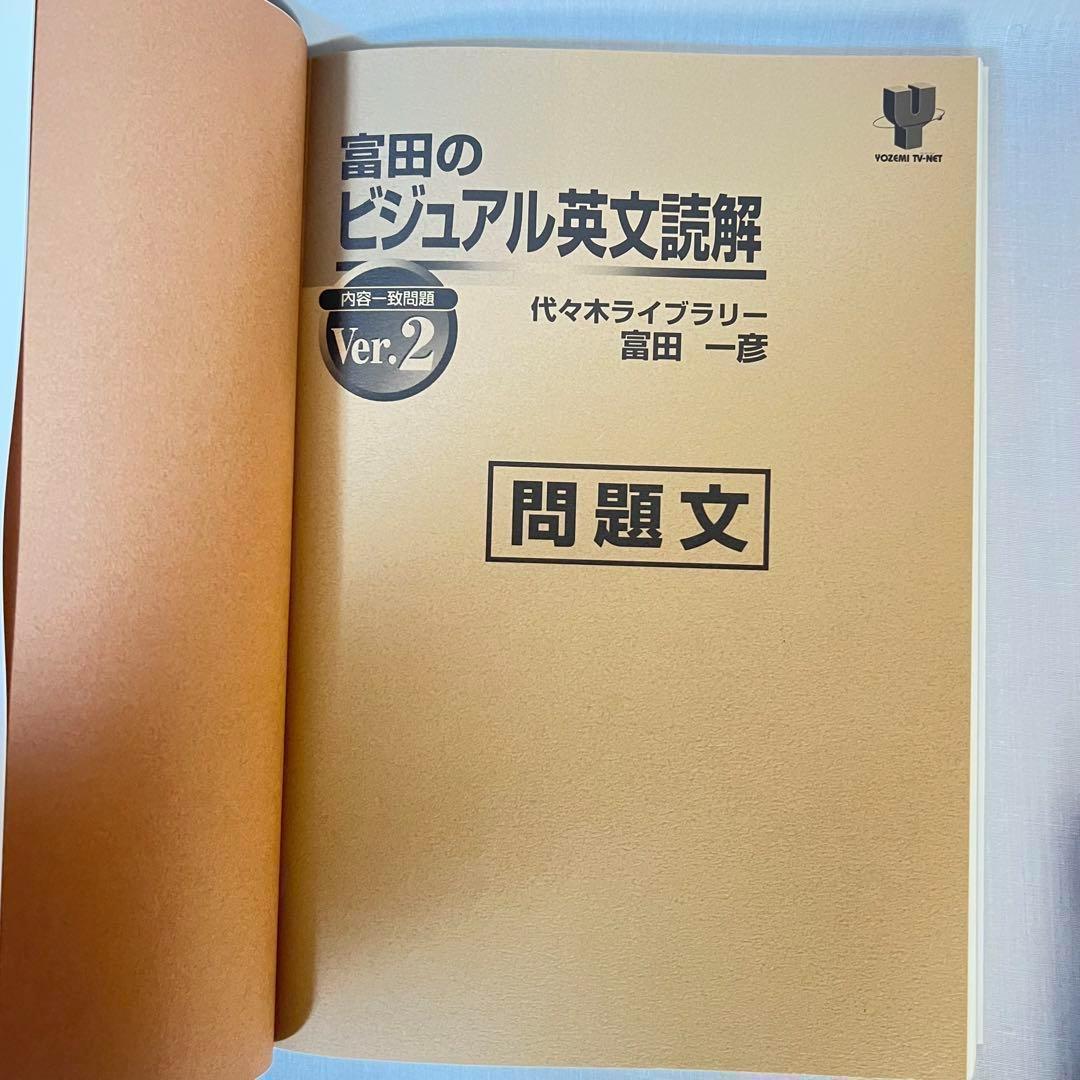 YOZEMI TV-NET
富田の
ビジュアル英文読解
内容一致問題
Ver.2
代々木ライブラリー
富田 一彦
問題文